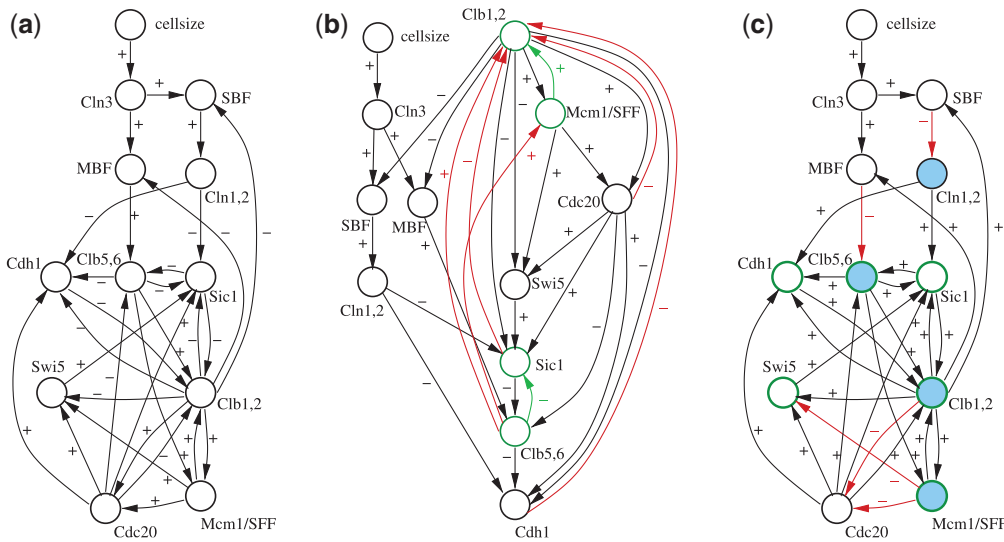 (a)
cellsize
+
Cln3
+
SBF
+
+
MBF
Cln1,2
−
+
−
−
Cdh1
Clb5,6
−
−
−
Sic1
+
−
+
−
−
−
Swi5
+
−
Clb1,2
−
−
+
+
+
+
−
+
+
Cdc20
Mcm1/SFF
(b)
Clb1,2
cellsize
+
+
+
+
Mcm1/SFF
Cln3
+
+
−
−
−
−
+
+
+
+
Cdc20
−
−
SBF
MBF
+
+
+
Swi5
Cln1,2
+
−
−
Sic1
−
−
−
Clb5,6
−
Cdh1
(c)
cellsize
+
Cln3
+
SBF
+
−
MBF
Cln1,2
+
−
+
+
Cdh1
Clb5,6
+
+
+
Sic1
+
+
+
+
+
Swi5
+
+
Clb1,2
−
+
+
+
+
+
+
−
Cdc20
Mcm1/SFF